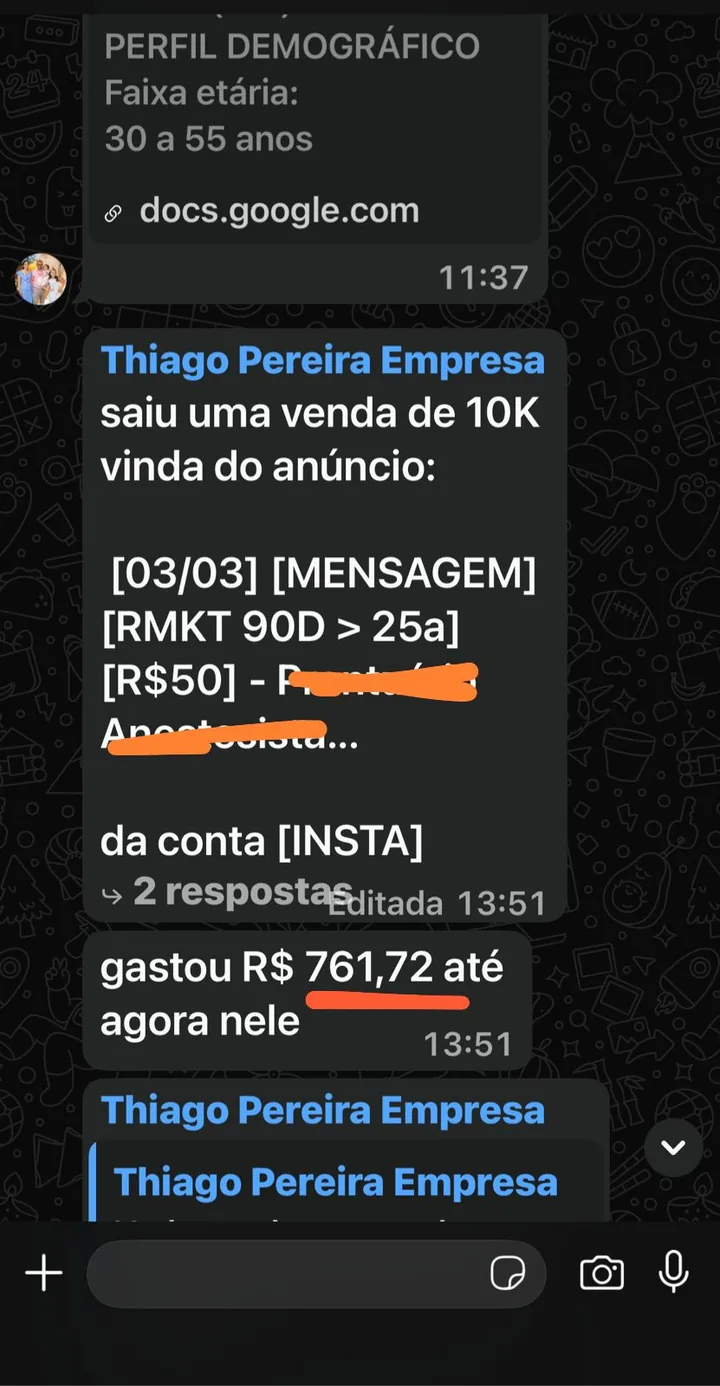 PERFIL DEMOGRÁFICO
Faixa etária:
30 a 55 anos
docs.google.com
11:37
Thiago Pereira Empresa
saiu uma venda de 10K
vinda do anúncio:
[03/03] [MENSAGEM]
[RMKT 90D > 25a]
[R$50] -
...
da conta [INSTA]
2 respostas Editada 13:51
gastou R$ 761,72 até
agora nele
13:51
Thiago Pereira Empresa
Thiago Pereira Empresa